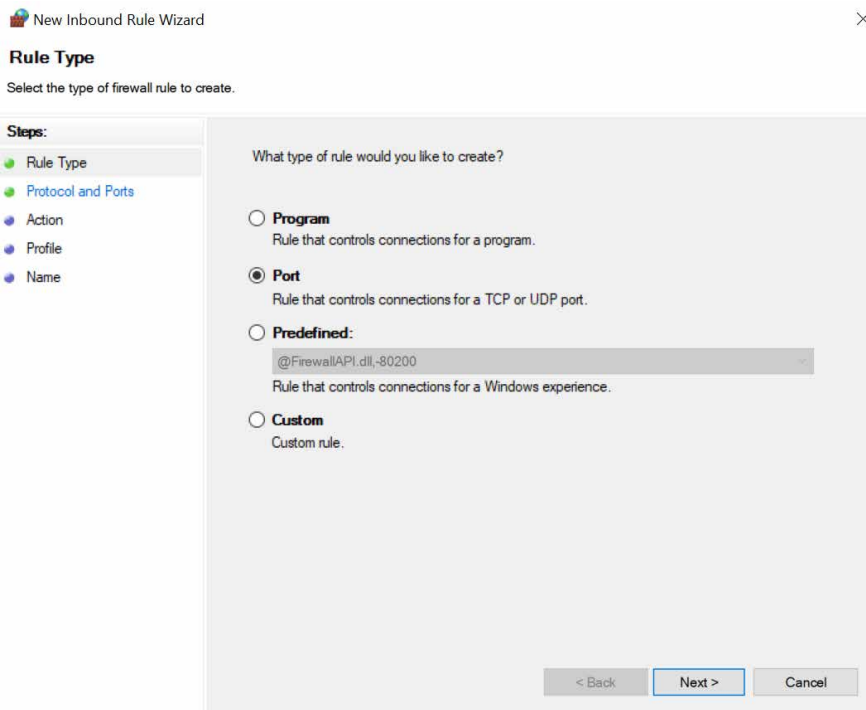 New Inbound Rule Wizard
Rule Type
Select the type of firewall rule to create.
Steps:
Rule Type
Protocol and Ports
Action
Profile
Name
What type of rule would you like to create?
Program
Rule that controls connections for a program.
Port
Rule that controls connections for a TCP or UDP port.
Predefined:
@FirewallAPI.dll,-80200
Rule that controls connections for a Windows experience.
Custom
Custom rule.
< Back Next > Cancel